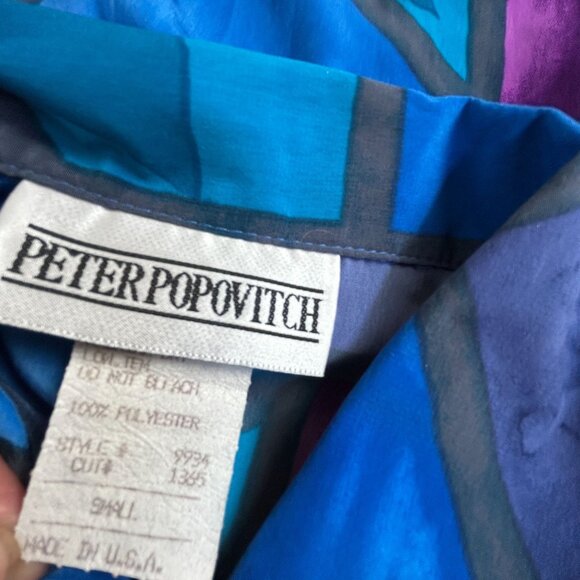 PETER POPOVITCH
DO NOT BLEACH
100% POLYESTER
STYLE # 9934
CUT# 1365
SMALL
MADE IN U.S.A.